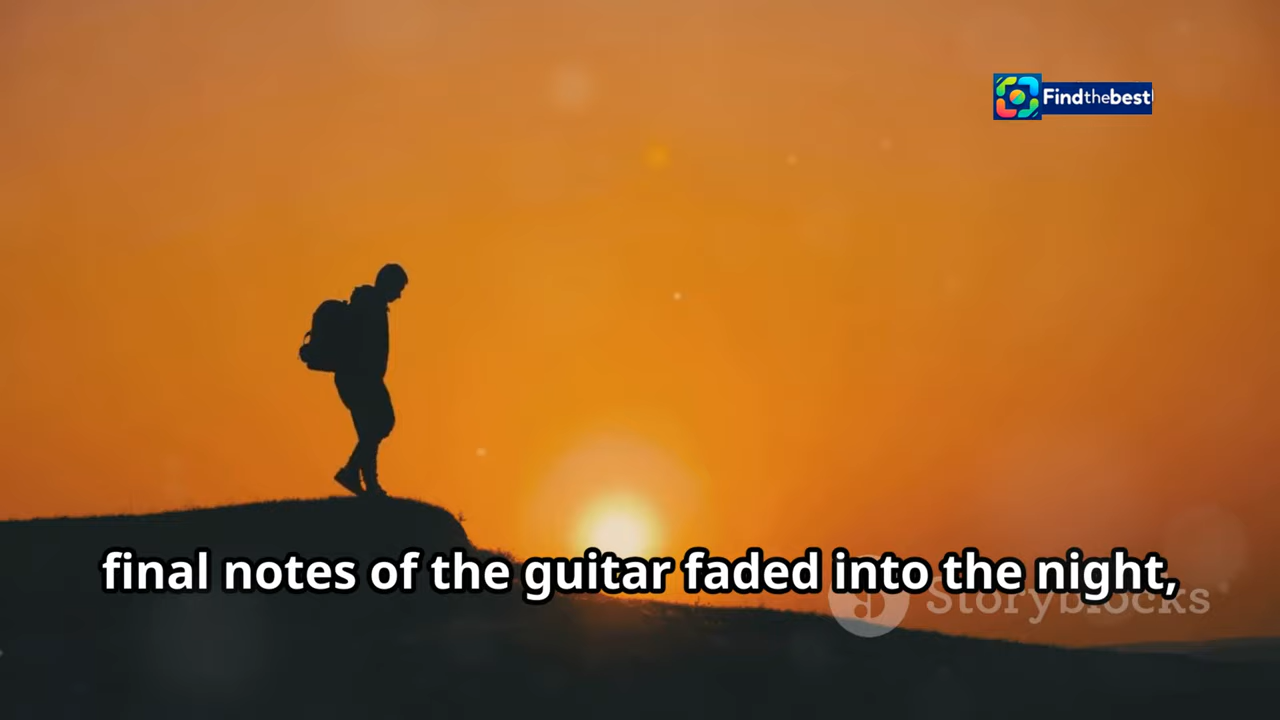 Findthebest
final notes of the guitar faded into the night,
Storyblocks